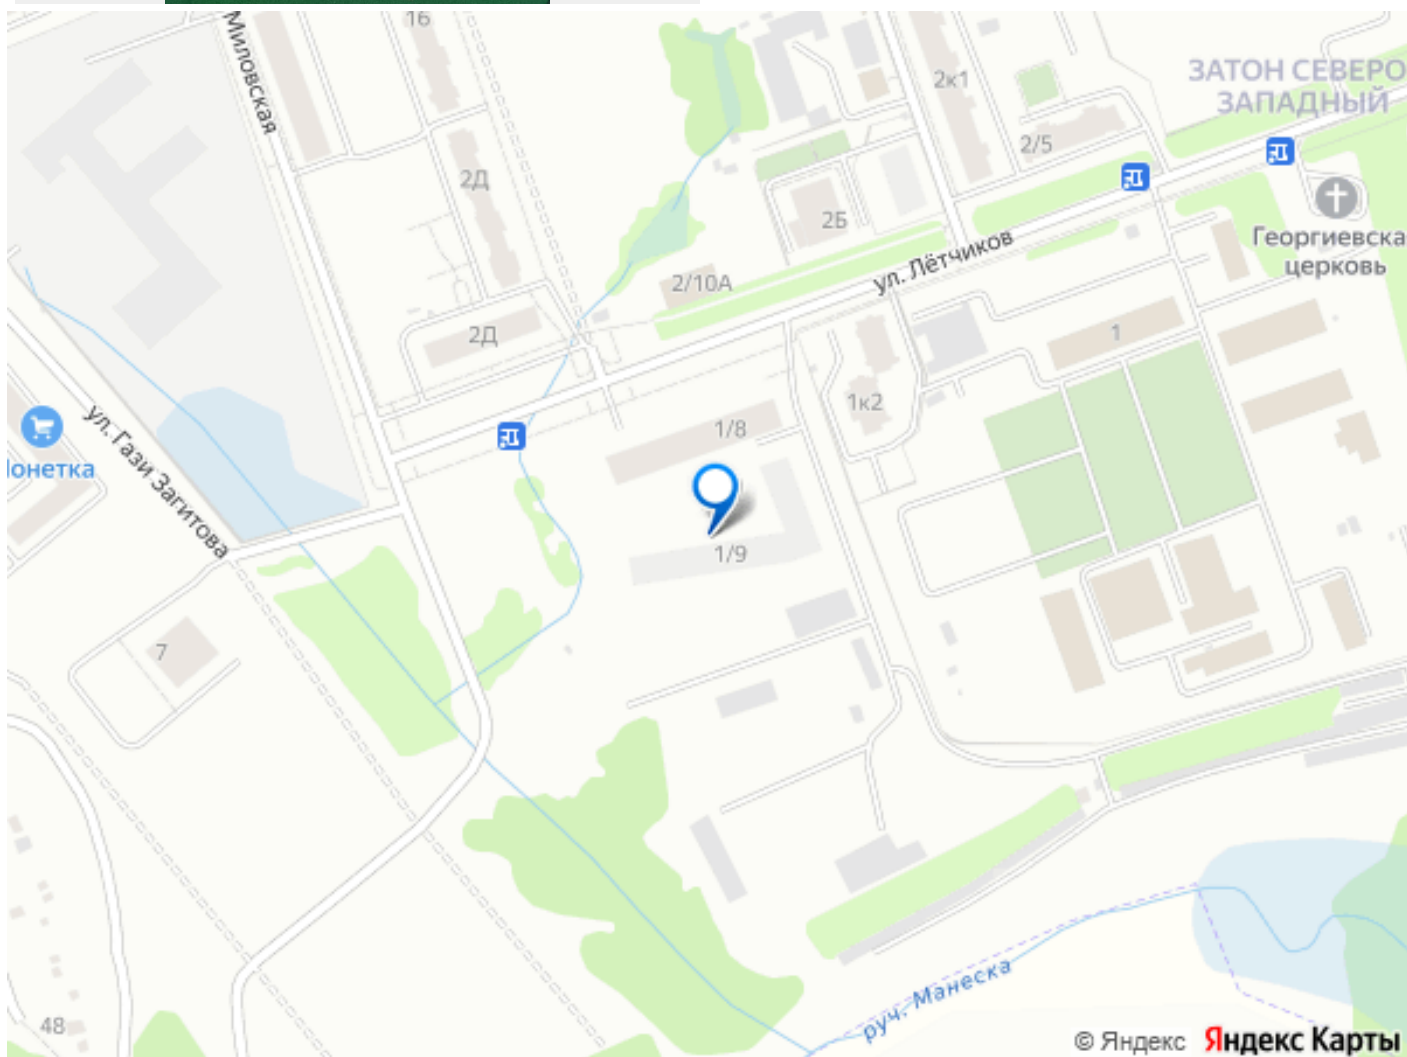 Миловская
16
2к1
ЗАТОН СЕВЕРО
ЗАПАДНЫЙ
2/5
2Д
2Б
Георгиевска
церковь
ул. Лётчиков
2/10А
2Д
1
1к2
1/8
ул. Гази Загитова
онетка
1/9
7
руч. Манеска
48
© Яндекс Яндекс Карты